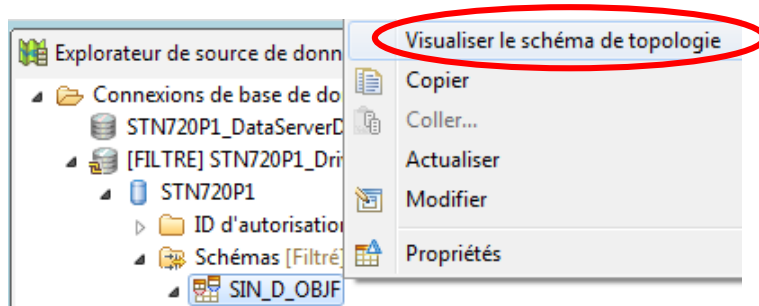 Explorateur de source de donn
Connexions de base de do
STN720P1_DataServerD
[FILTRE] STN720P1_Dri
STN720P1
ID d'autorisation
Schémas [Filtré]
SIN_D_OBJF
Visualiser le schéma de topologie
Copier
Coller...
Actualiser
Modifier
Propriétés